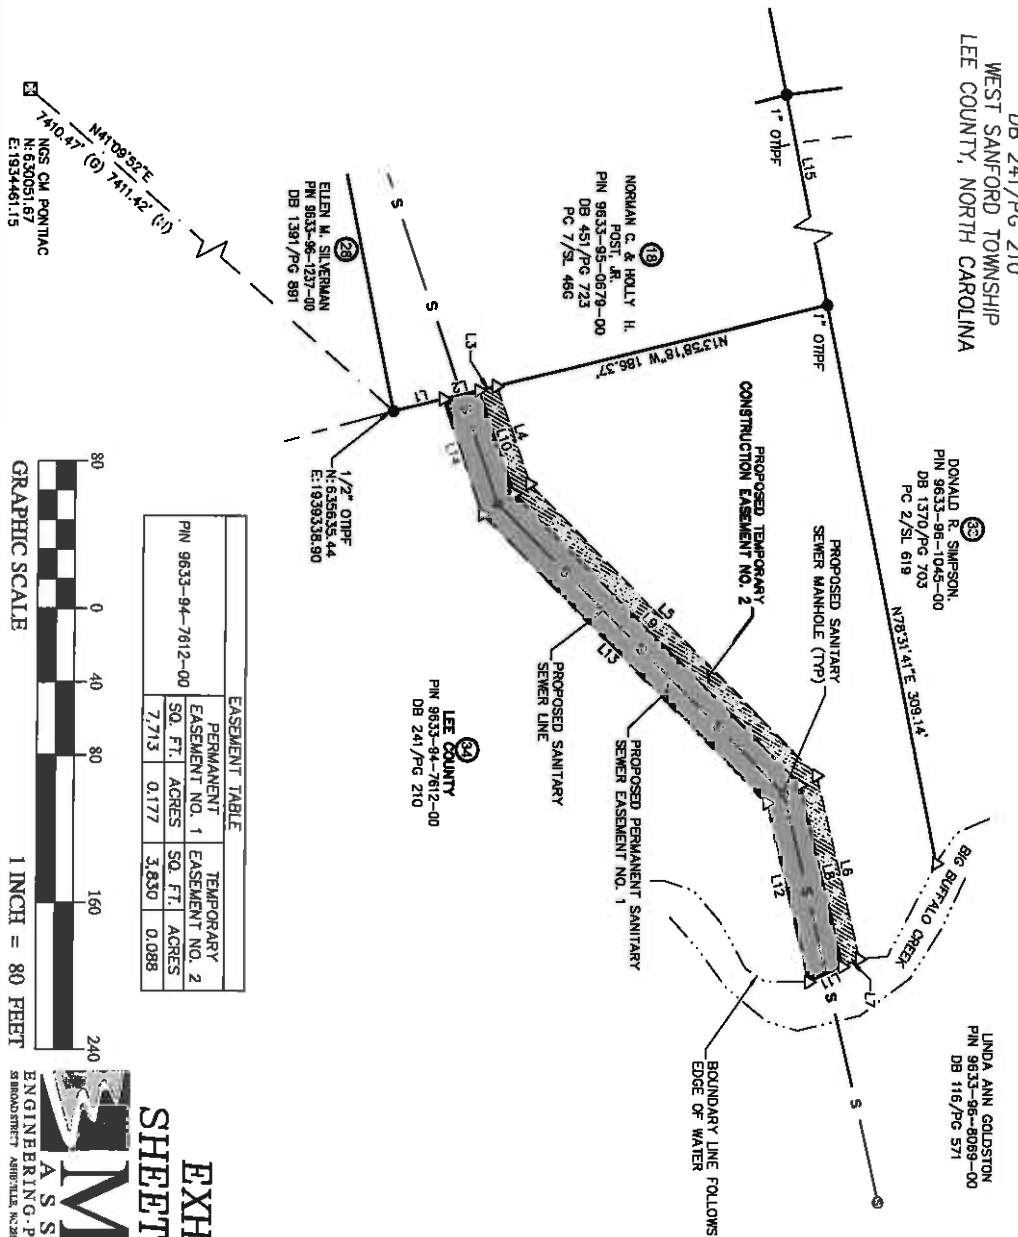 DB 241/PG 210
WEST SANFORD TOWNSHIP
LEE COUNTY, NORTH CAROLINA
LINDA ANN GOLDSTON
PIN 9633-96-8069-00
DB 116/PG 571
DONALD R. SIMPSON.
PIN 9633-96-1045-00
DB 1370/PG 703
PC 2/SL 619
1" OTIPF
L15
1" OTIPF
N78°31'41"E 309.14'
BIG BUFFALO CREEK
18
NORMAN C. & HOLLY H.
POST, JR.
PIN 9633-95-0679-00
DB 451/PG 723
PC 7/SL 46G
N13°58'18"W 186.37'
PROPOSED SANITARY
SEWER MANHOLE (TYP)
PROPOSED TEMPORARY
CONSTRUCTION EASEMENT NO. 2
L1
L2
L3
L4
L5
L6
L7
L8
L9
L10
L11
L12
L13
L14
S
S
S
S
S
S
BOUNDARY LINE FOLLOWS
EDGE OF WATER
PROPOSED PERMANENT SANITARY
SEWER EASEMENT NO. 1
PROPOSED SANITARY
SEWER LINE
28
ELLEN M. SILVERMAN
PIN 9633-96-1237-00
DB 1391/PG 891
1/2" OTIPF
N:635635.44
E:1939338.90
34
LEE COUNTY
PIN 9633-94-7612-00
DB 241/PG 210
N41°09'52"E
7410.47' (G) 7411.42' (H)
NGS CM PONTIAC
N:630051.67
E:1934461.15
EASEMENT TABLE
PERMANENT EASEMENT NO. 1 TEMPORARY EASEMENT NO. 2
SQ. FT. ACRES SQ. FT. ACRES
PIN 9633-94-7612-00 7,713 0.177 3,830 0.088
80 0 40 80 160 240
GRAPHIC SCALE 1 INCH = 80 FEET
EXH
SHEET
M
A S S
ENGINEERING·P